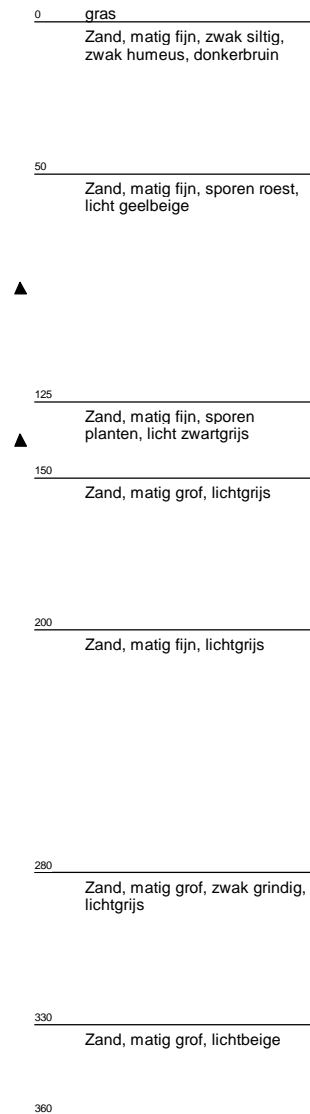 0 gras
Zand, matig fijn, zwak siltig,
zwak humeus, donkerbruin
50
Zand, matig fijn, sporen roest,
licht geelbeige
125
Zand, matig fijn, sporen
planten, licht zwartgrijs
150
Zand, matig grof, lichtgrijs
200
Zand, matig fijn, lichtgrijs
280
Zand, matig grof, zwak grindig,
lichtgrijs
330
Zand, matig grof, lichtbeige
360